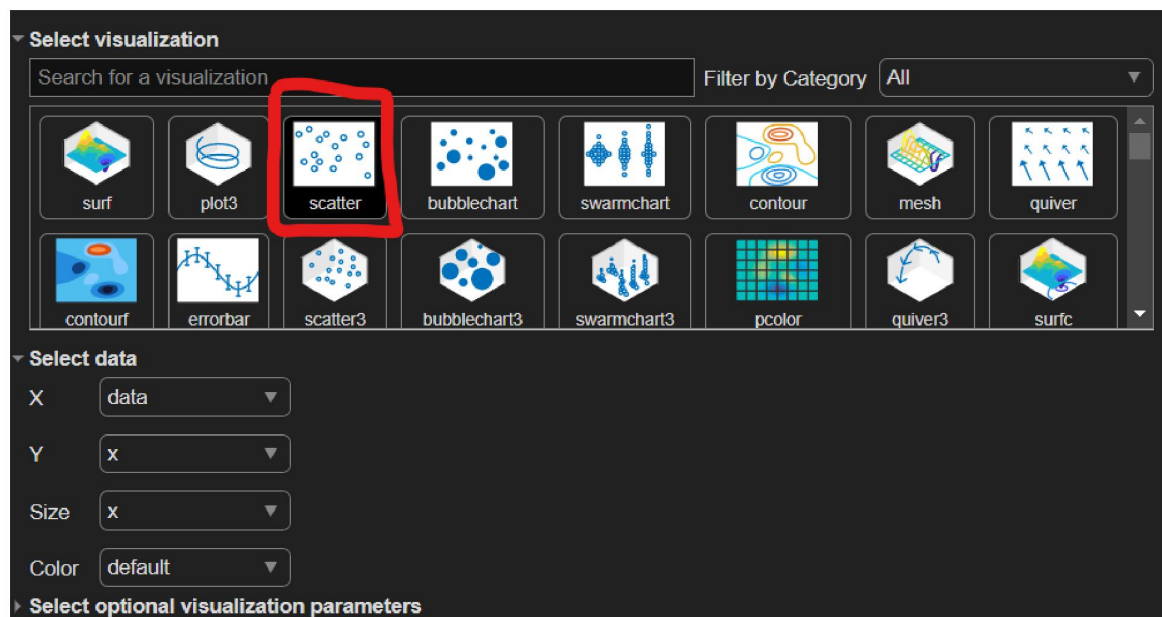 Select visualization
Search for a visualization Filter by Category All
surf plot3 scatter bubblechart swarmchart contour mesh quiver
contourf errorbar scatter3 bubblechart3 swarmchart3 pcolor quiver3 surfc
Select data
X data
Y x
Size x
Color default
Select optional visualization parameters